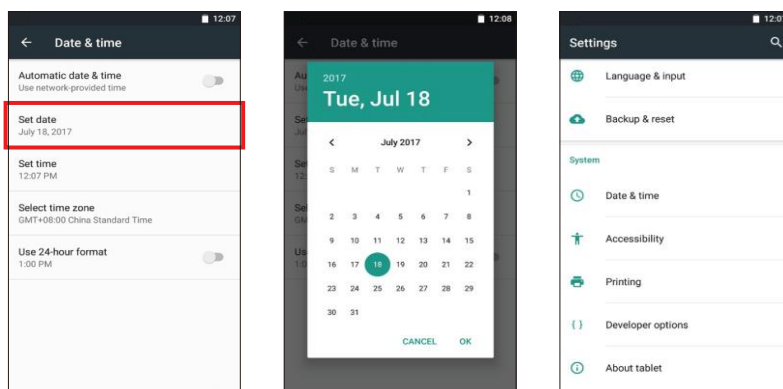 12:07
Date & time
Automatic date & time
Use network-provided time
Set date
July 18, 2017
Set time
12:07 PM
Select time zone
GMT+08:00 China Standard Time
Use 24-hour format
1:00 PM
12:08
Date & time
2017
Tue, Jul 18
July 2017
S M T W T F S
1
2 3 4 5 6 7 8
9 10 11 12 13 14 15
16 17 18 19 20 21 22
23 24 25 26 27 28 29
30 31
CANCEL OK
Settings
Language & input
Backup & reset
System
Date & time
Accessibility
Printing
{ } Developer options
About tablet